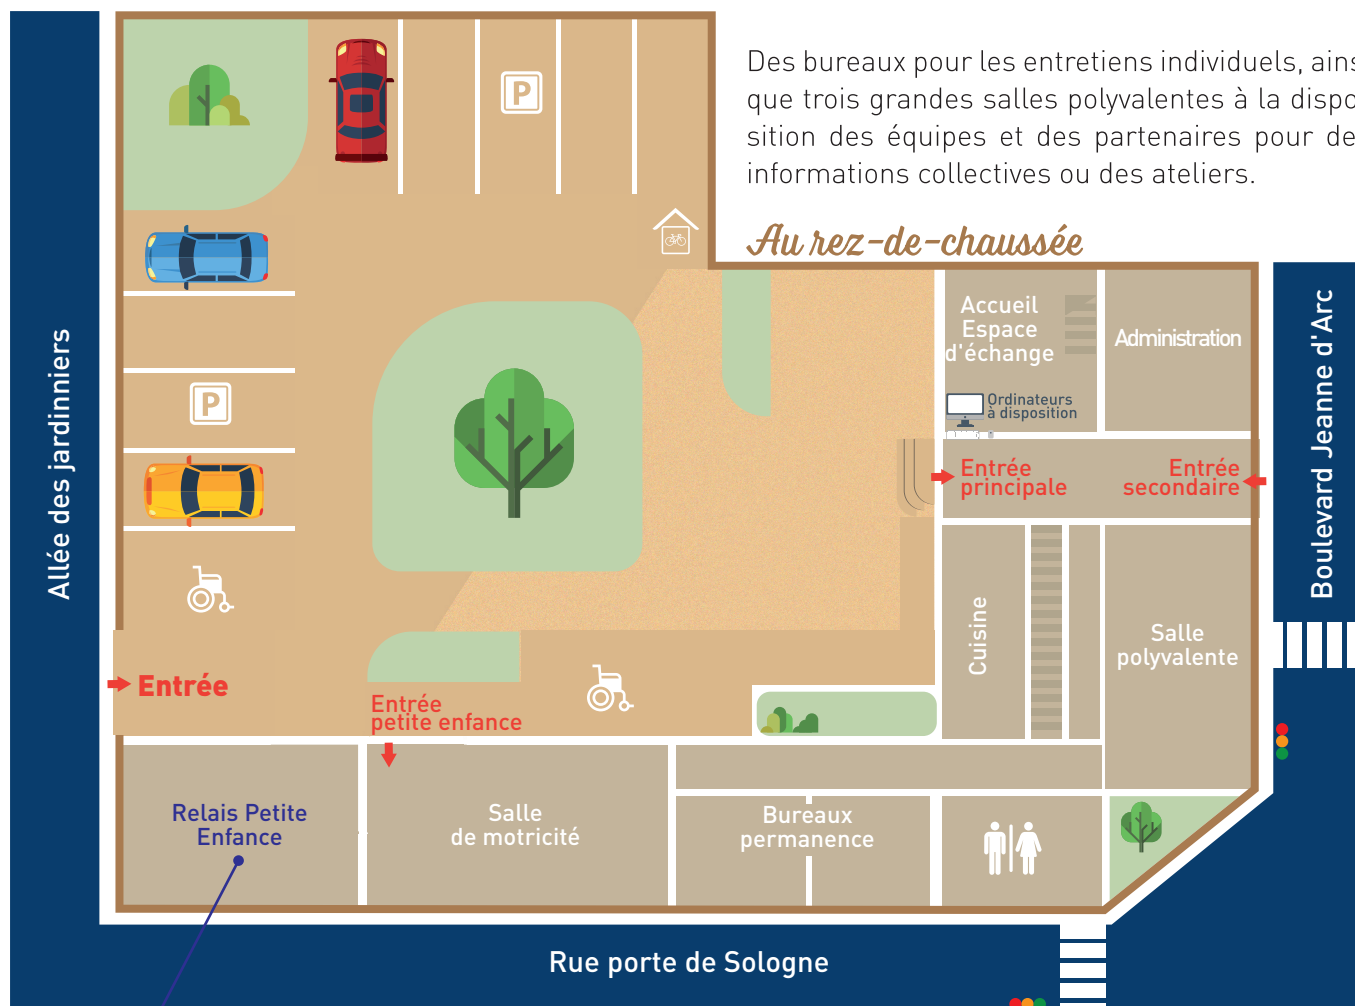 Des bureaux pour les entretiens individuels, ains
que trois grandes salles polyvalentes à la dispo
sition des équipes et des partenaires pour de
informations collectives ou des ateliers.
Au rez-de-chaussée
P
Accueil
Espace
d'échange
Administration
Ordinateurs
à disposition
Allée des jardinniers
Boulevard Jeanne d'Arc
P
Entrée
principale
Entrée
secondaire
Cuisine
Salle
polyvalente
Entrée
Entrée
petite enfance
Relais Petite
Enfance
Salle
de motricité
Bureaux
permanence
Rue porte de Sologne